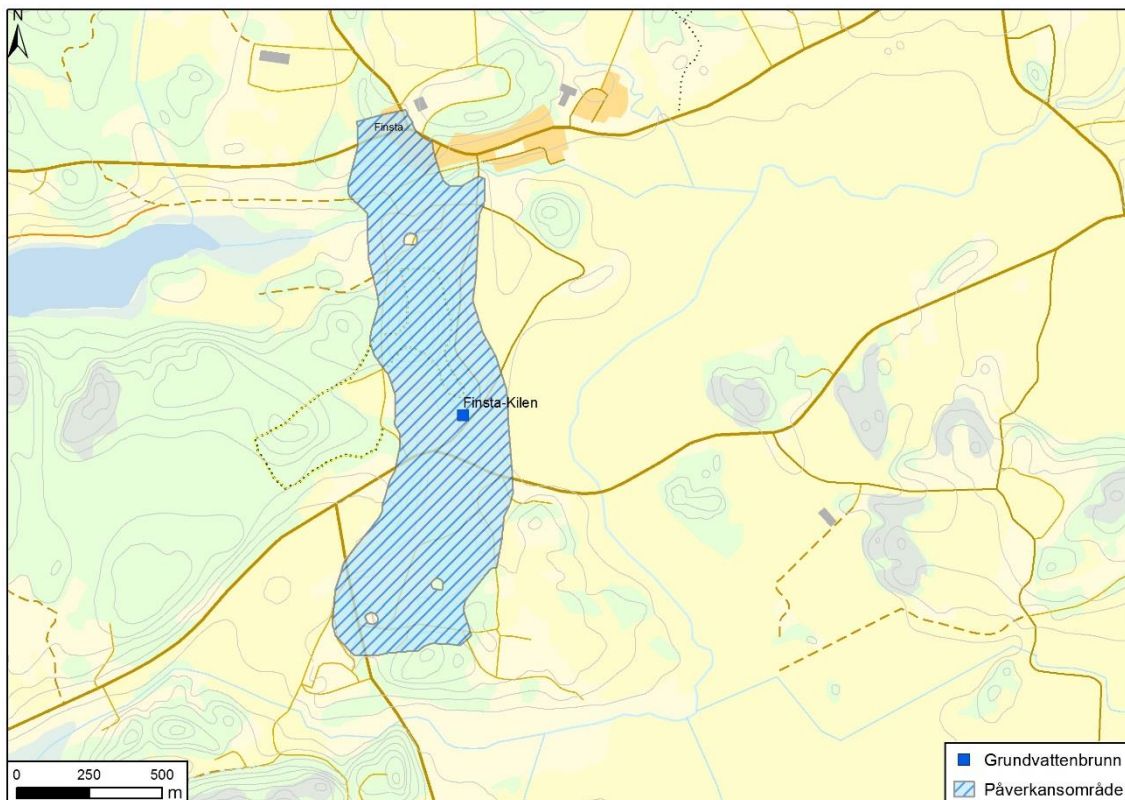 N
Finsta
Finsta-Kilen
0 250 500
m
Grundvattenbrunn
Påverkansområde